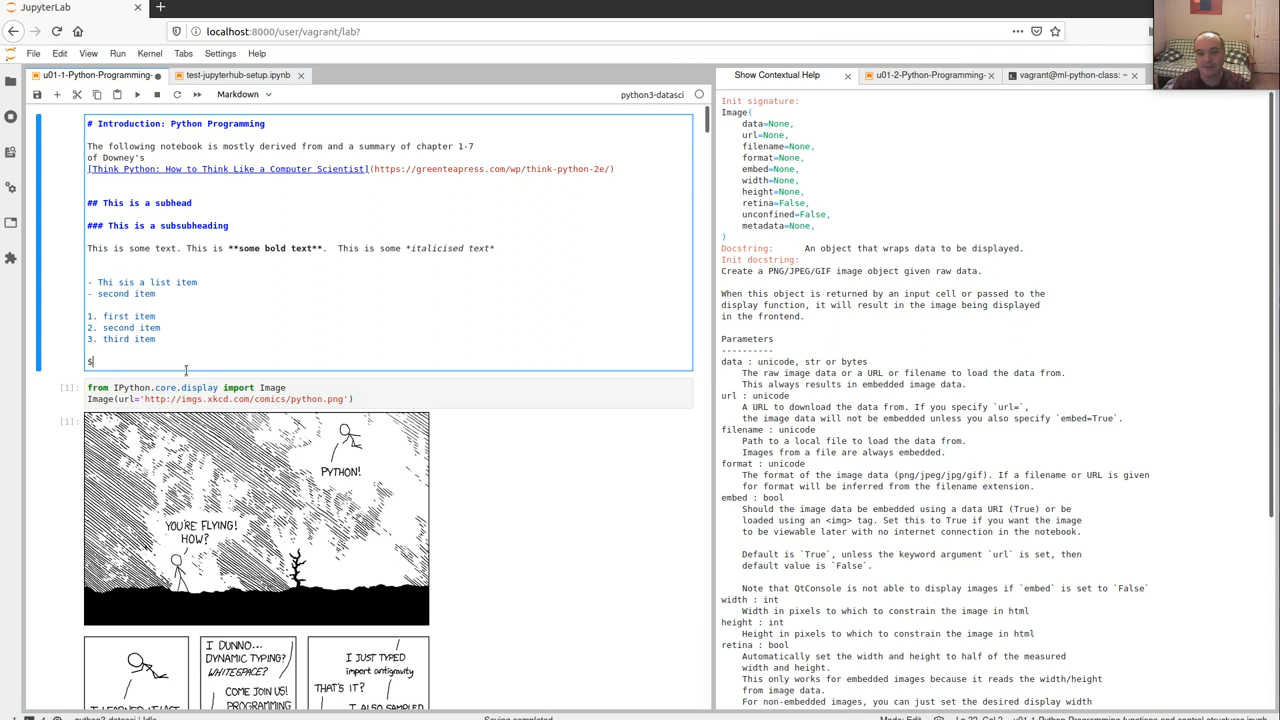 JupyterLab
localhost:8000/user/vagrant/lab?
File Edit View Run Kernel Tabs Settings Help
u01-1-Python-Programming-
test-jupyterhub-setup.ipynb
Show Contextual Help
u01-2-Python-Programming-
vagrant@ml-python-class: ~
Markdown
python3-datasci
# Introduction: Python Programming
The following notebook is mostly derived from and a summary of chapter 1-7
of Downey's
[Think Python: How to Think Like a Computer Scientist](https://greenteapress.com/wp/think-python-2e/)
## This is a subhead
### This is a subsubheading
This is some text. This is **some bold text**.  This is some *italicised text*
- Thi sis a list item
- second item
1. first item
2. second item
3. third item
$
[1]:
from IPython.core.display import Image
Image(url='http://imgs.xkcd.com/comics/python.png')
[1]:
PYTHON!
YOU'RE FLYING!
HOW?
I DUNNO...
DYNAMIC TYPING?
WHITESPACE?
COME JOIN US!
PROGRAMMING
I JUST TYPED
import antigravity
THAT'S IT?
I ALSO SAMPLED
Init signature:
Image(
data=None,
url=None,
filename=None,
format=None,
embed=None,
width=None,
height=None,
retina=False,
unconfined=False,
metadata=None,
)
Docstring:      An object that wraps data to be displayed.
Init docstring:
Create a PNG/JPEG/GIF image object given raw data.
When this object is returned by an input cell or passed to the
display function, it will result in the image being displayed
in the frontend.
Parameters
----------
data : unicode, str or bytes
The raw image data or a URL or filename to load the data from.
This always results in embedded image data.
url : unicode
A URL to download the data from. If you specify `url=`,
the image data will not be embedded unless you also specify `embed=True`.
filename : unicode
Path to a local file to load the data from.
Images from a file are always embedded.
format : unicode
The format of the image data (png/jpeg/jpg/gif). If a filename or URL is given
for format will be inferred from the filename extension.
embed : bool
Should the image data be embedded using a data URI (True) or be
loaded using an <img> tag. Set this to True if you want the image
to be viewable later with no internet connection in the notebook.
Default is `True`, unless the keyword argument `url` is set, then
default value is `False`.
Note that QtConsole is not able to display images if `embed` is set to `False`
width : int
Width in pixels to which to constrain the image in html
height : int
Height in pixels to which to constrain the image in html
retina : bool
Automatically set the width and height to half of the measured
width and height.
This only works for embedded images because it reads the width/height
from image data.
For non-embedded images, you can just set the desired display width